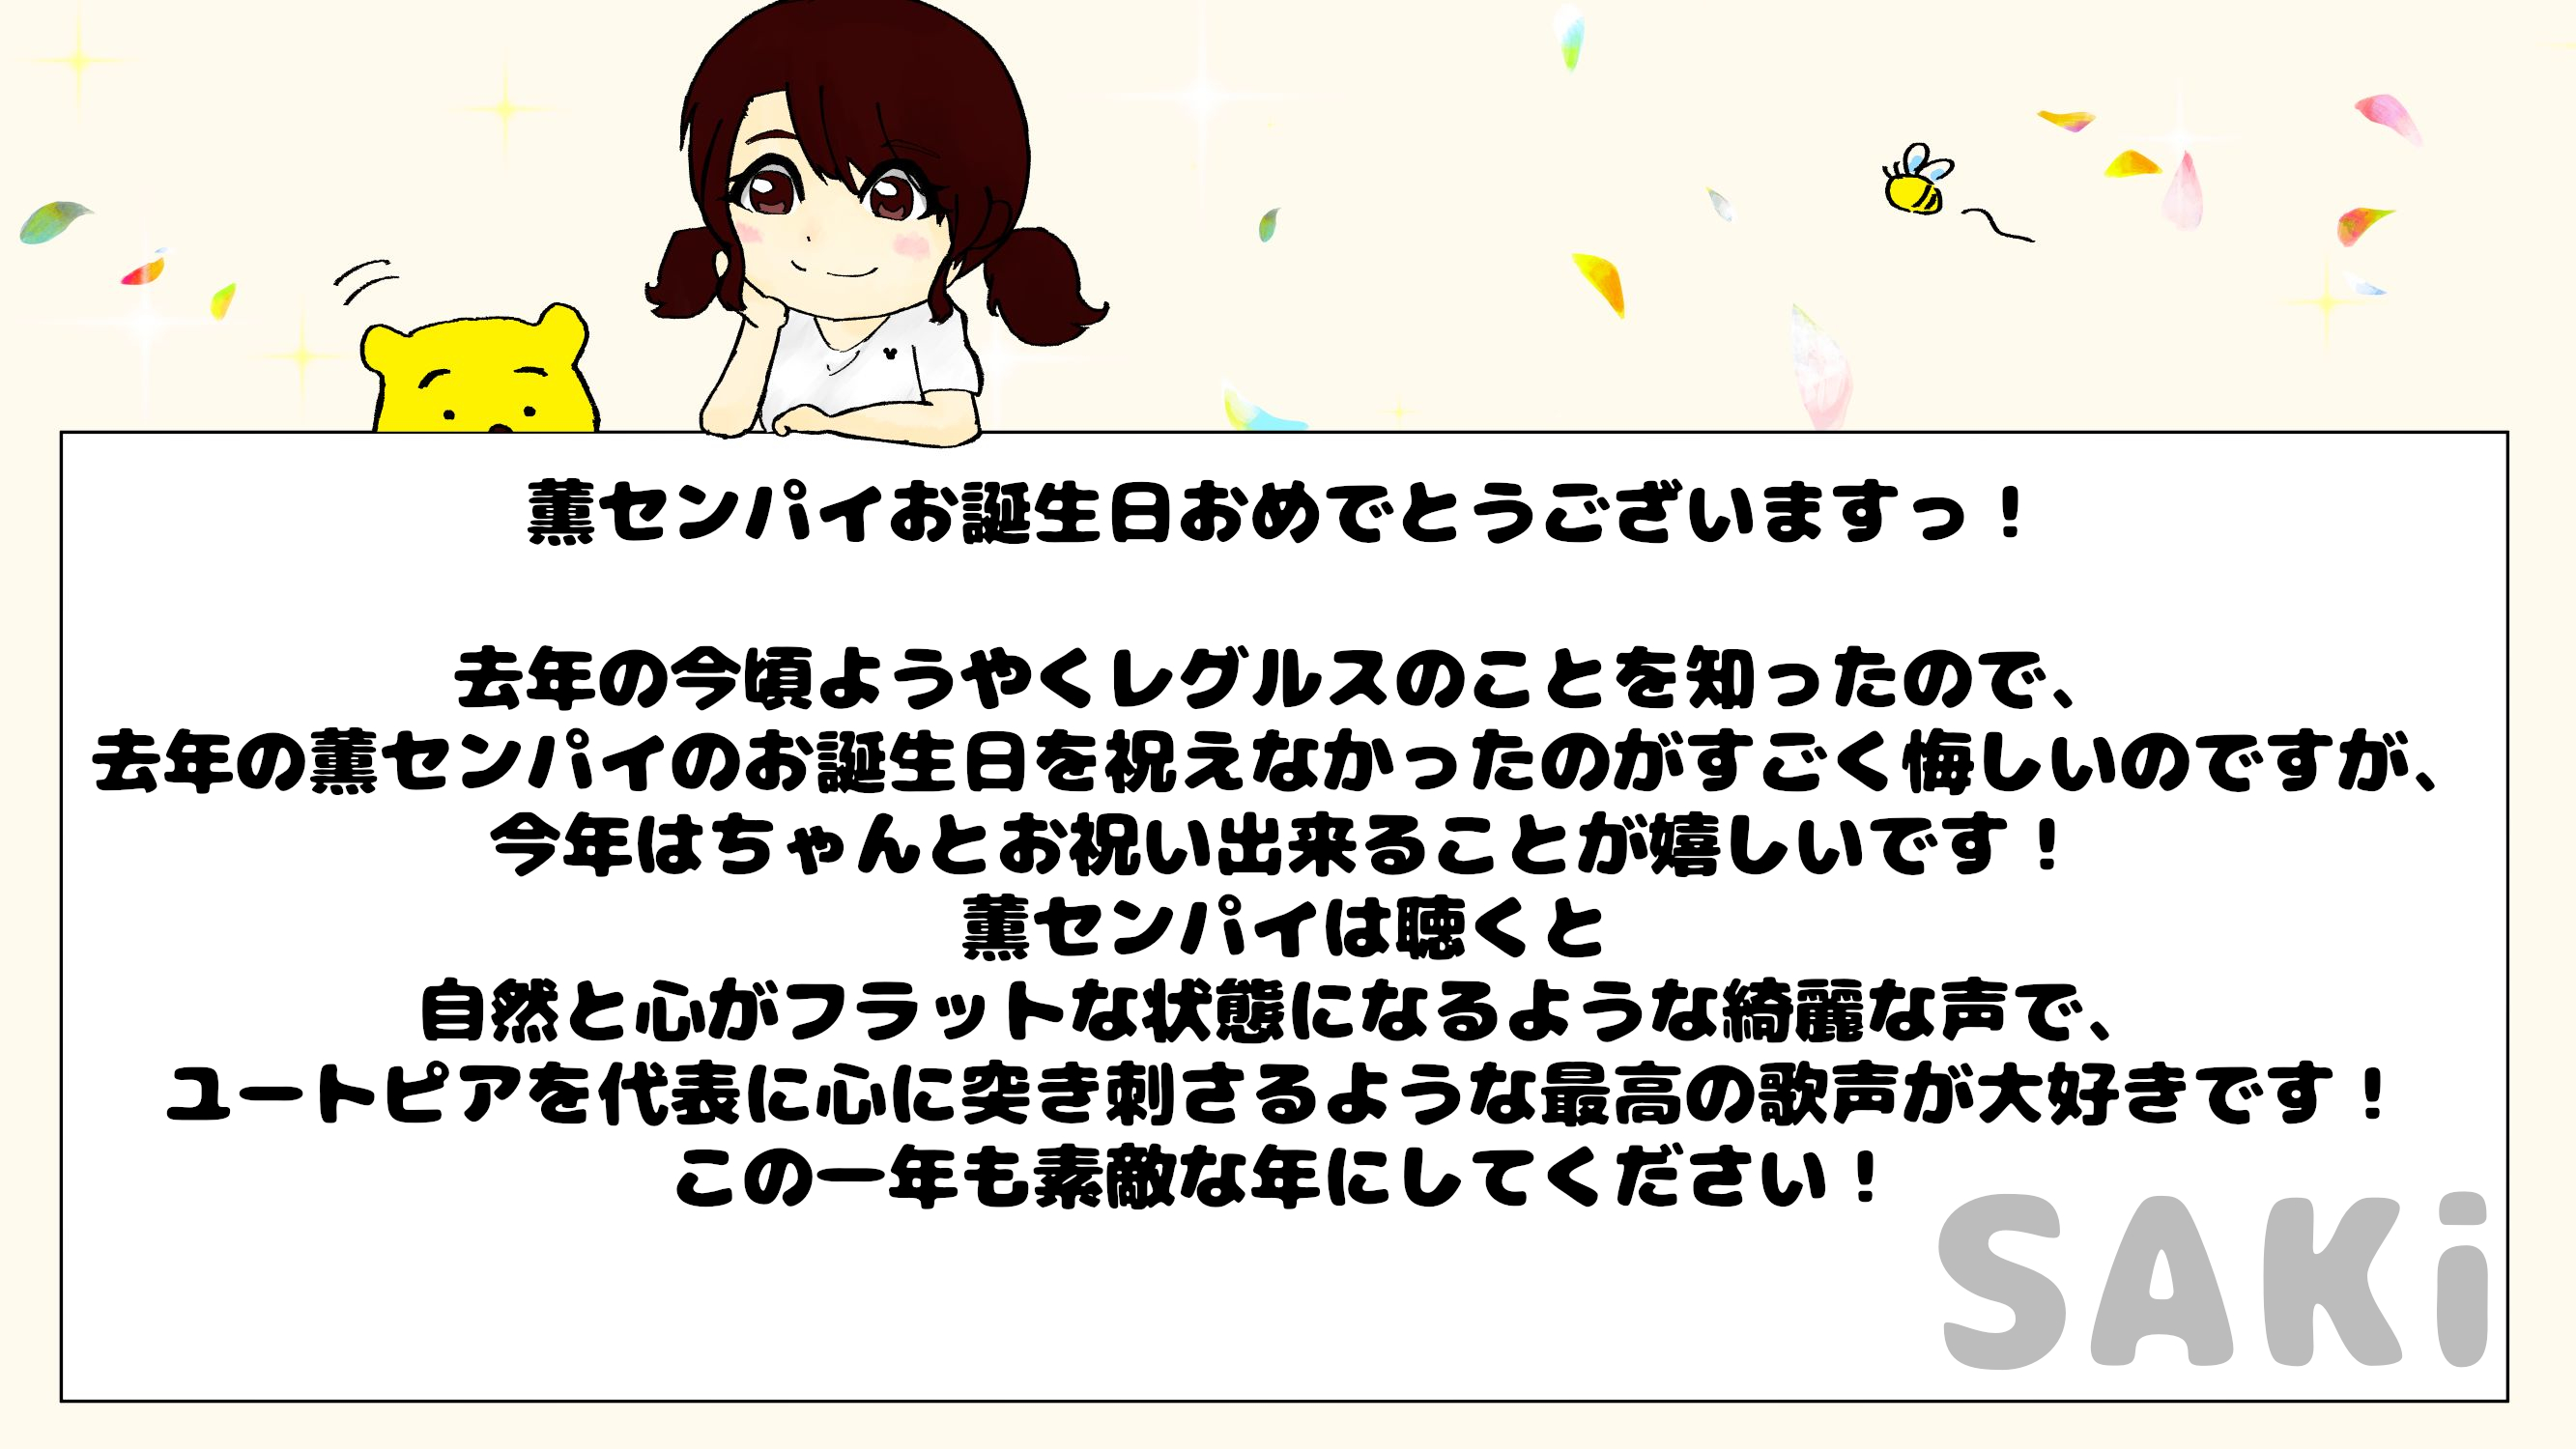 薫センパイお誕生日おめでとうございますっ！
去年の今頃ようやくレグルスのことを知ったので、
去年の薫センパイのお誕生日を祝えなかったのがすごく悔しいのですが、
今年はちゃんとお祝い出来ることが嬉しいです！
薫センパイは聴くと
自然と心がフラットな状態になるような綺麗な声で、
ユートピアを代表に心に突き刺さるような最高の歌声が大好きです！
この一年も素敵な年にしてください！
SAKi